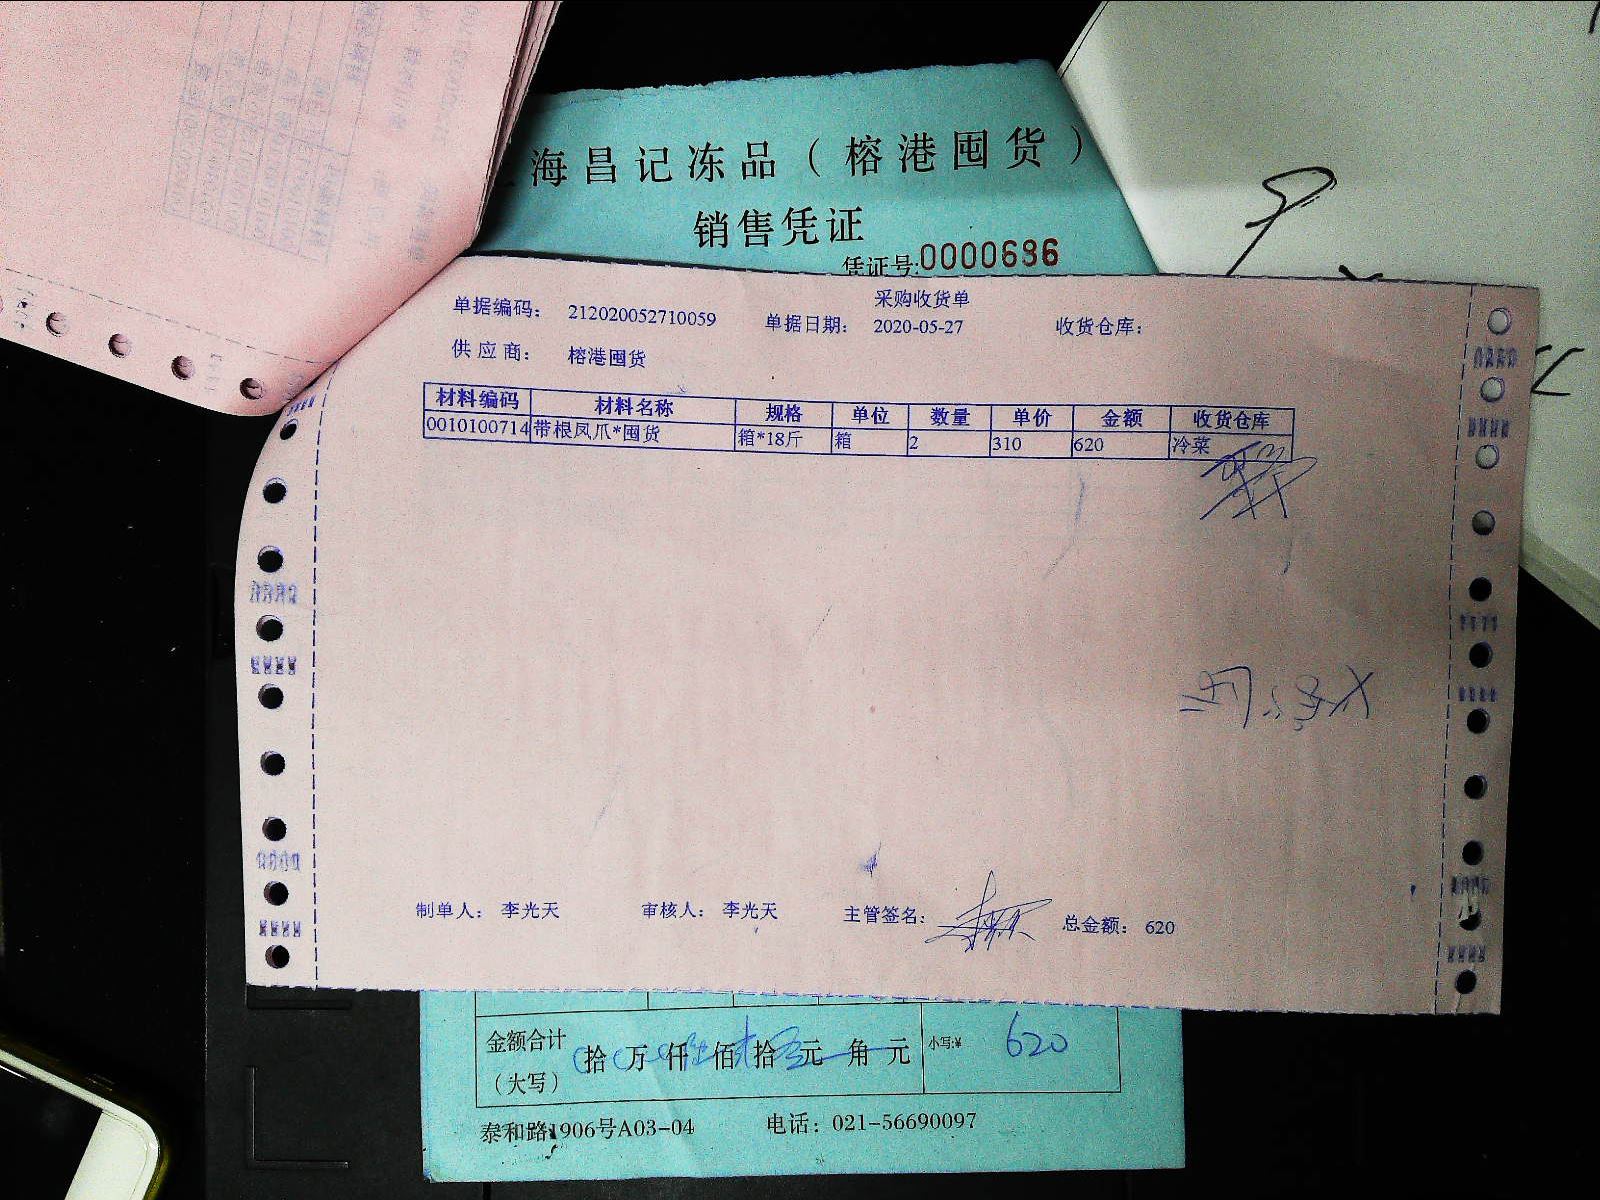 海昌记冻品（榕港囤货）
销售凭证
凭证号:0000686
采购收货单
单据编码： 212020052710059 单据日期： 2020-05-27 收货仓库：
供应商： 榕港囤货
材料编码 材料名称 规格 单位 数量 单价 金额 收货仓库
0010100714 带根凤爪*囤货 箱*18斤 箱 2 310 620 冷菜
制单人： 李光天 审核人： 李光天 主管签名： 总金额： 620
金额合计（大写） 拾 万 仟 佰 拾 元 角 元 小写:¥ 620
泰和路1906号A03-04 电话：021-56690097